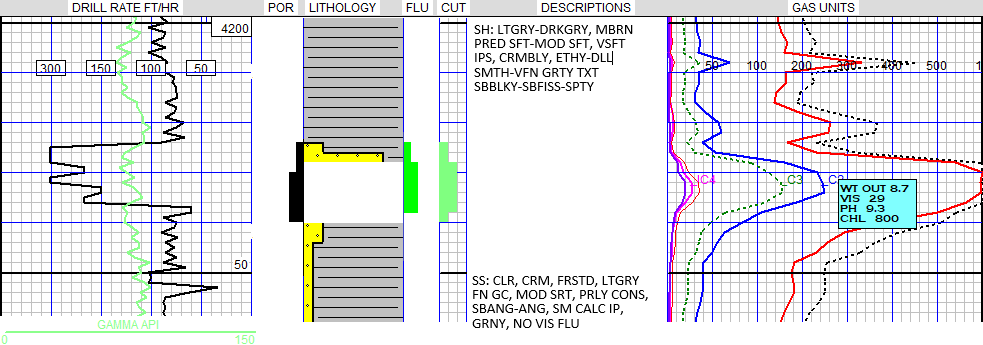 DRILL RATE FT/HR
POR
LITHOLOGY
FLU
CUT
DESCRIPTIONS
GAS UNITS
4200
300
150
100
50
SH: LTGRY-DRKGRY, MBRN
PRED SFT-MOD SFT, VSFT
IPS, CRMBLY, ETHY-DLL
SMTH-VFN GRTY TXT
SBBLKY-SBFISS-SPTY
50
100
200
300
400
500
1
IC4
C3
WT OUT 8.7
VIS 29
PH 9.3
CHL 800
50
SS: CLR, CRM, FRSTD, LTGRY
FN GC, MOD SRT, PRLY CONS,
SBANG-ANG, SM CALC IP,
GRNY, NO VIS FLU
GAMMA API
0
150